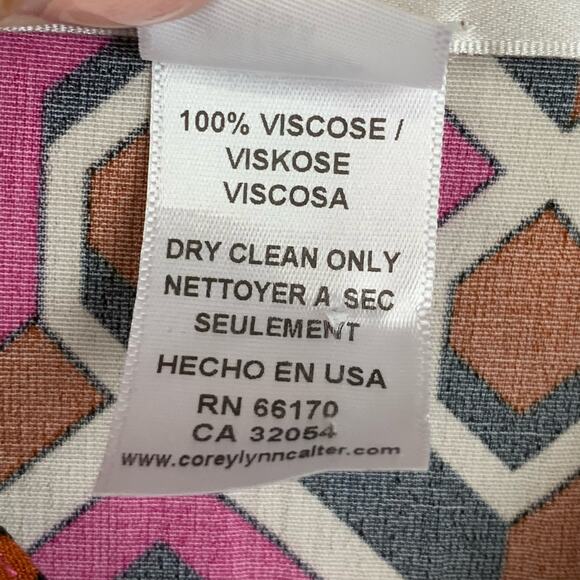 100% VISCOSE /
VISKOSE
VISCOSA
DRY CLEAN ONLY
NETTOYER A SEC
SEULEMENT
HECHO EN USA
RN 66170
CA 32054
www.coreylynncalter.com